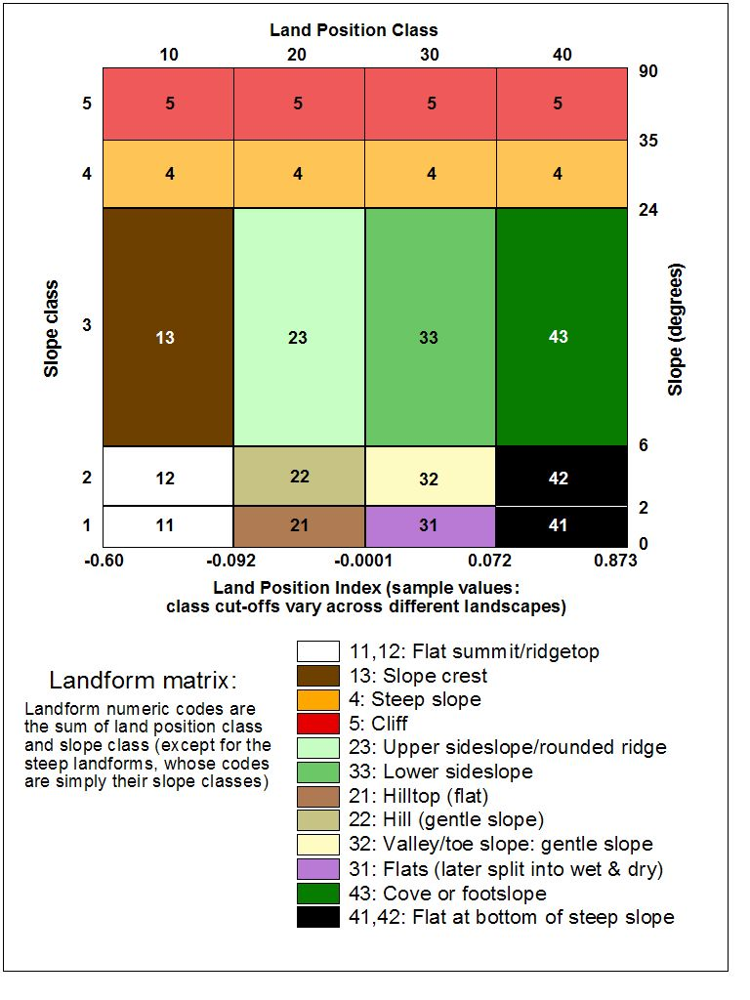 Land Position Class
10 20 30 40
90
5 5 5 5 5
35
4 4 4 4 4
24
Slope class
3 13 23 33 43
Slope (degrees)
6
2 12 22 32 42
2
1 11 21 31 41
0
-0.60 -0.092 -0.0001 0.072 0.873
Land Position Index (sample values:
class cut-offs vary across different landscapes)
Landform matrix:
Landform numeric codes are
the sum of land position class
and slope class (except for the
steep landforms, whose codes
are simply their slope classes)
11,12: Flat summit/ridgetop
13: Slope crest
4: Steep slope
5: Cliff
23: Upper sideslope/rounded ridge
33: Lower sideslope
21: Hilltop (flat)
22: Hill (gentle slope)
32: Valley/toe slope: gentle slope
31: Flats (later split into wet & dry)
43: Cove or footslope
41,42: Flat at bottom of steep slope